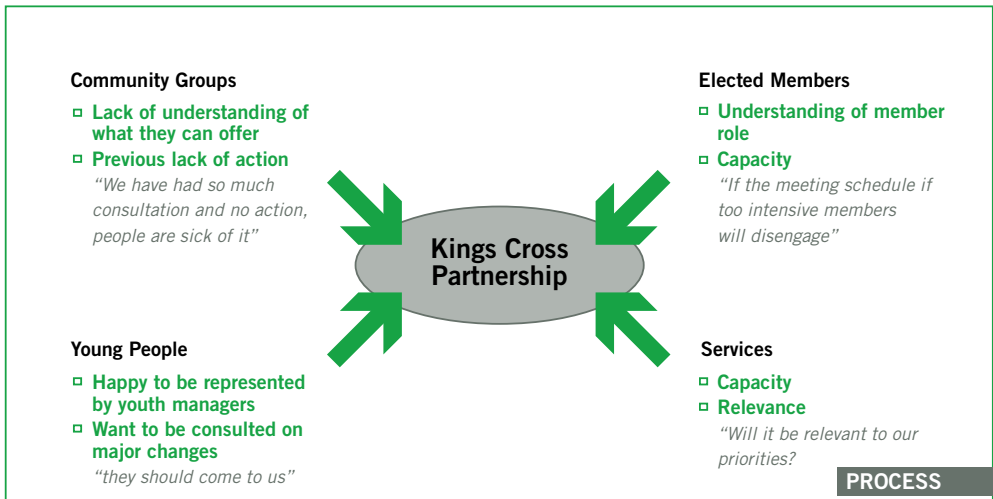 Community Groups
Lack of understanding of
what they can offer
Previous lack of action
“We have had so much
consultation and no action,
people are sick of it”
Elected Members
Understanding of member
role
Capacity
“If the meeting schedule if
too intensive members
will disengage”
Kings Cross
Partnership
Young People
Happy to be represented
by youth managers
Want to be consulted on
major changes
“they should come to us”
Services
Capacity
Relevance
“Will it be relevant to our
priorities?
PROCESS